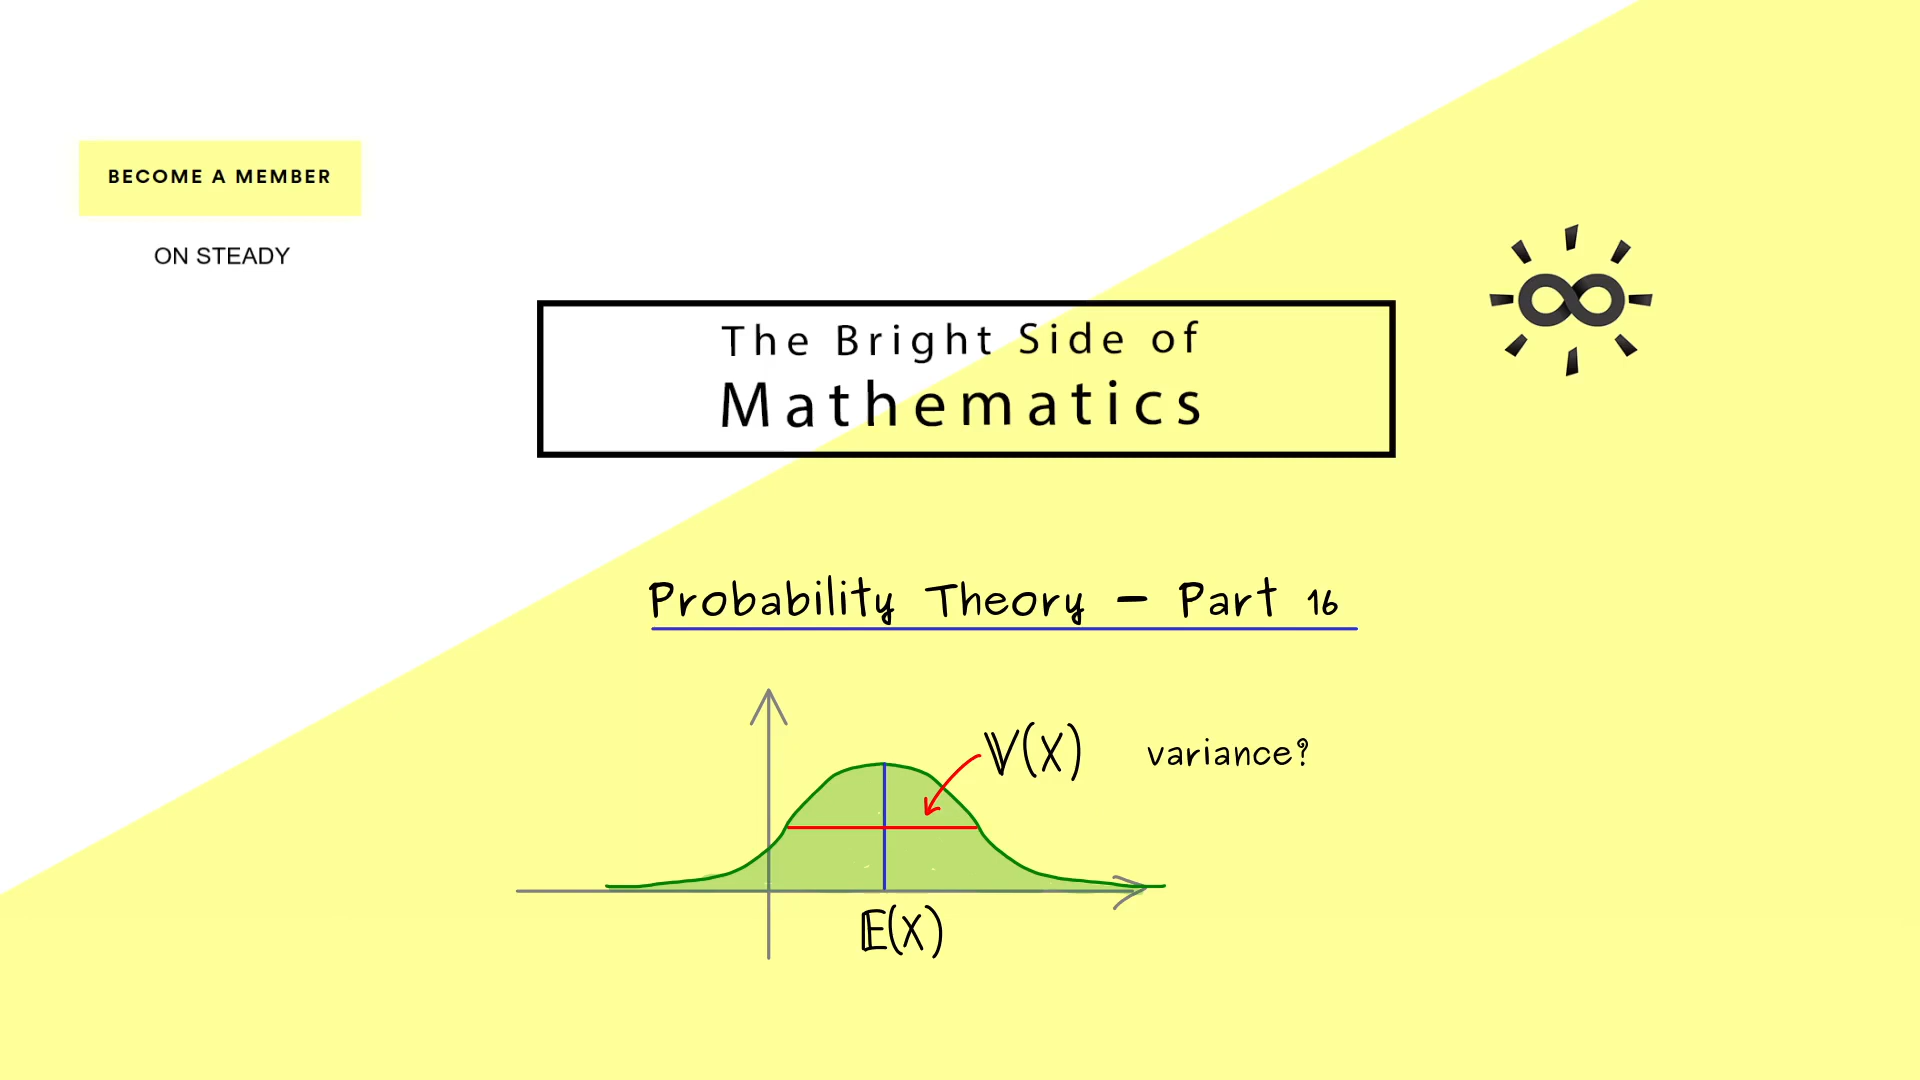 BECOME A MEMBER
ON STEADY
The Bright Side of
Mathematics
Probability Theory – Part 16
𝕍(X) variance?
𝔼(X)